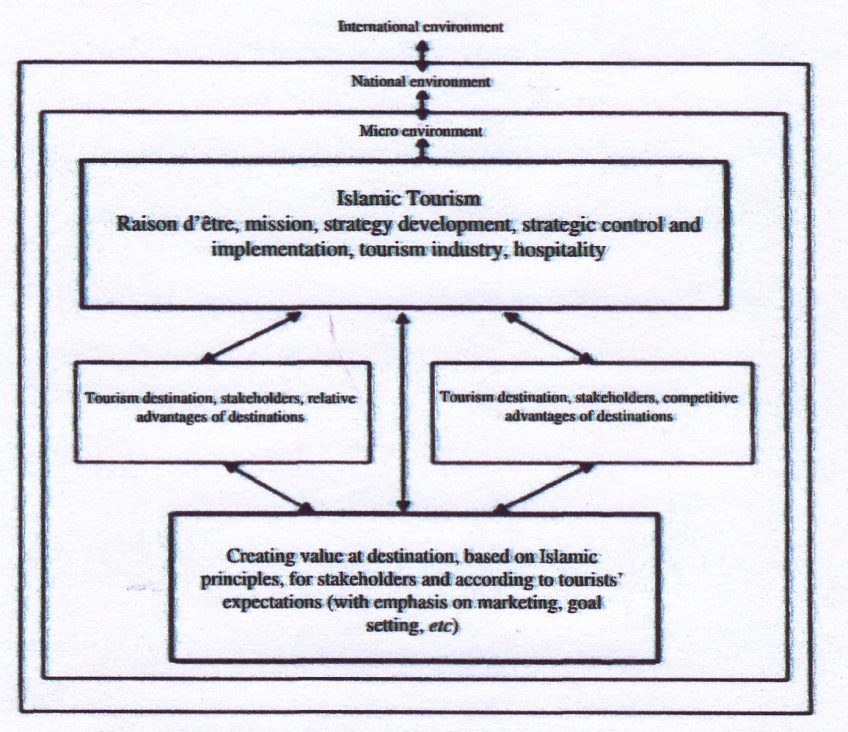 International environment
National environment
Micro environment
Islamic Tourism
Raison d'être, mission, strategy development, strategic control and
implementation, tourism industry, hospitality
Tourism destination, stakeholders, relative
advantages of destinations
Tourism destination, stakeholders, competitive
advantages of destinations
Creating value at destination, based on Islamic
principles, for stakeholders and according to tourists'
expectations (with emphasis on marketing, goal
setting, etc)